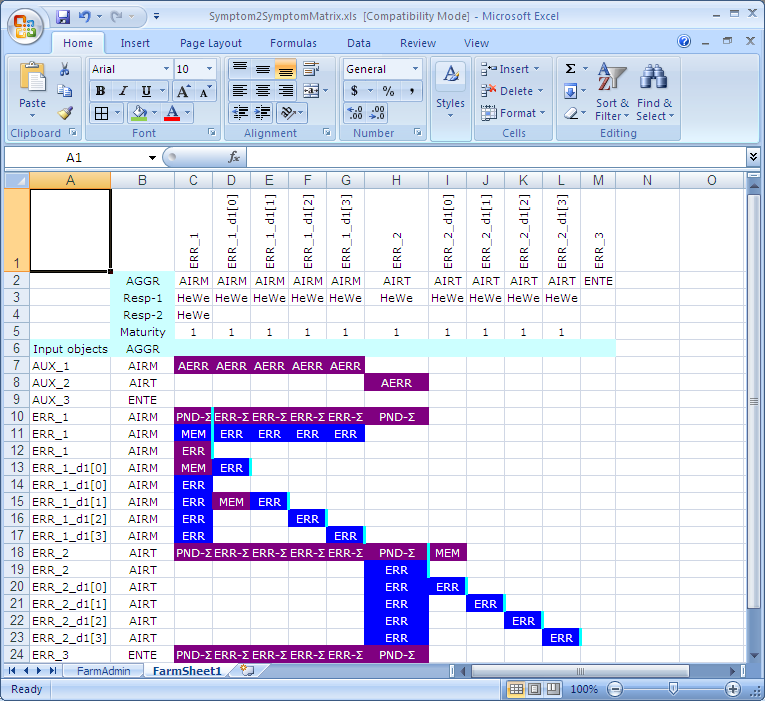 Symptom2SymptomMatrix.xls [Compatibility Mode] - Microsoft Excel
Home Insert Page Layout Formulas Data Review View
Paste Arial 10 General Styles Insert Σ
B I U A A $ % , Delete Sort & Find &
A .00 .00 Format Filter Select
Clipboard Font Alignment Number Cells Editing
A1 fx
A B C D E F G H I J K L M N O
1 ERR_1 ERR_1_d1[0] ERR_1_d1[1] ERR_1_d1[2] ERR_1_d1[3] ERR_2 ERR_2_d1[0] ERR_2_d1[1] ERR_2_d1[2] ERR_2_d1[3] ERR_3
2 AGGR AIRM AIRM AIRM AIRM AIRM AIRT AIRT AIRT AIRT AIRT ENTE
3 Resp-1 HeWe HeWe HeWe HeWe HeWe HeWe HeWe HeWe HeWe HeWe
4 Resp-2 HeWe
5 Maturity 1 1 1 1 1 1 1 1 1 1
6 Input objects AGGR
7 AUX_1 AIRM AERR AERR AERR AERR AERR
8 AUX_2 AIRT AERR
9 AUX_3 ENTE
10 ERR_1 AIRM PND-Σ ERR-Σ ERR-Σ ERR-Σ ERR-Σ PND-Σ
11 ERR_1 AIRM MEM ERR ERR ERR ERR
12 ERR_1 AIRM ERR
13 ERR_1_d1[0] AIRM MEM ERR
14 ERR_1_d1[0] AIRM ERR
15 ERR_1_d1[1] AIRM ERR MEM ERR
16 ERR_1_d1[2] AIRM ERR ERR
17 ERR_1_d1[3] AIRM ERR ERR
18 ERR_2 AIRT PND-Σ ERR-Σ ERR-Σ ERR-Σ ERR-Σ PND-Σ MEM
19 ERR_2 AIRT ERR
20 ERR_2_d1[0] AIRT ERR ERR
21 ERR_2_d1[1] AIRT ERR ERR
22 ERR_2_d1[2] AIRT ERR ERR
23 ERR_2_d1[3] AIRT ERR ERR
24 ERR_3 ENTE PND-Σ ERR-Σ ERR-Σ ERR-Σ ERR-Σ PND-Σ
FarmAdmin FarmSheet1
Ready 100%